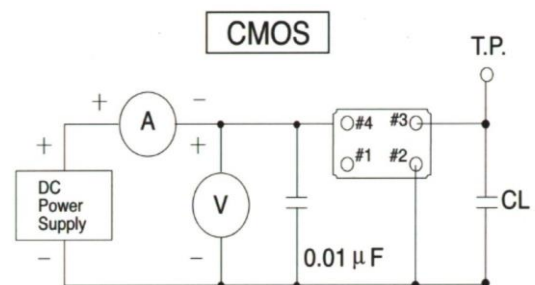 CMOS
T.P.
+ A −
#4 #3
#1 #2
+ +
DC
Power
Supply
V
CL
− −
0.01 μF